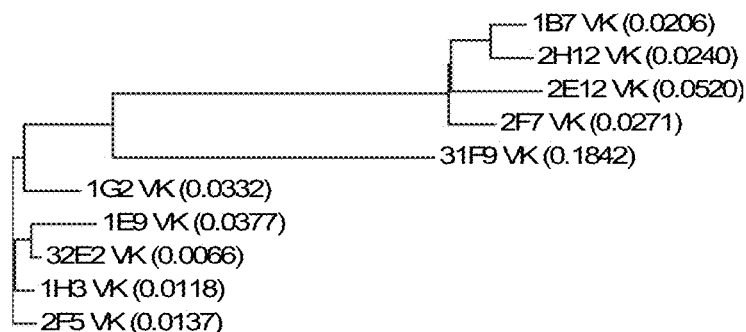 1B7 VK (0.0206)
2H12 VK (0.0240)
2E12 VK (0.0520)
2F7 VK (0.0271)
31F9 VK (0.1842)
1G2 VK (0.0332)
1E9 VK (0.0377)
32E2 VK (0.0066)
1H3 VK (0.0118)
2F5 VK (0.0137)